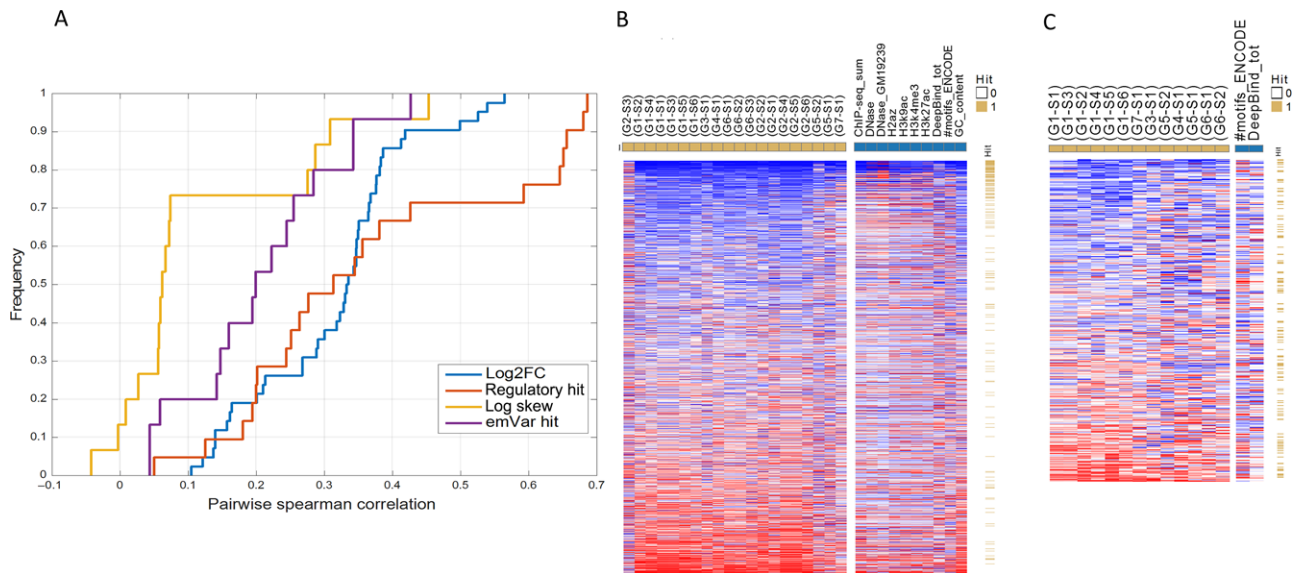 A
1
0.9
0.8
0.7
0.6
0.5
0.4
0.3
0.2
0.1
0
Frequency
−0.1
0
0.1
0.2
0.3
0.4
0.5
0.6
0.7
Pairwise spearman correlation
Log2FC
Regulatory hit
Log skew
emVar hit
B
(G2-S3)
(G1-S2)
(G1-S4)
(G1-S1)
(G1-S3)
(G1-S5)
(G1-S6)
(G3-S1)
(G4-S1)
(G6-S1)
(G6-S2)
(G6-S3)
(G2-S2)
(G2-S1)
(G2-S4)
(G2-S5)
(G2-S6)
(G5-S2)
(G5-S1)
(G7-S1)
ChIP-seq_sum
DNase
DNase_GM19239
H2az
H3k9ac
H3k4me3
H3k27ac
DeepBind_tot
#motifs_ENCODE
GC_content
Hit
0
1
Hit
C
(G1-S1)
(G1-S3)
(G1-S2)
(G1-S4)
(G1-S5)
(G1-S6)
(G7-S1)
(G3-S1)
(G5-S2)
(G4-S1)
(G5-S1)
(G6-S1)
(G6-S2)
#motifs_ENCODE
DeepBind_tot
Hit
0
1
Hit